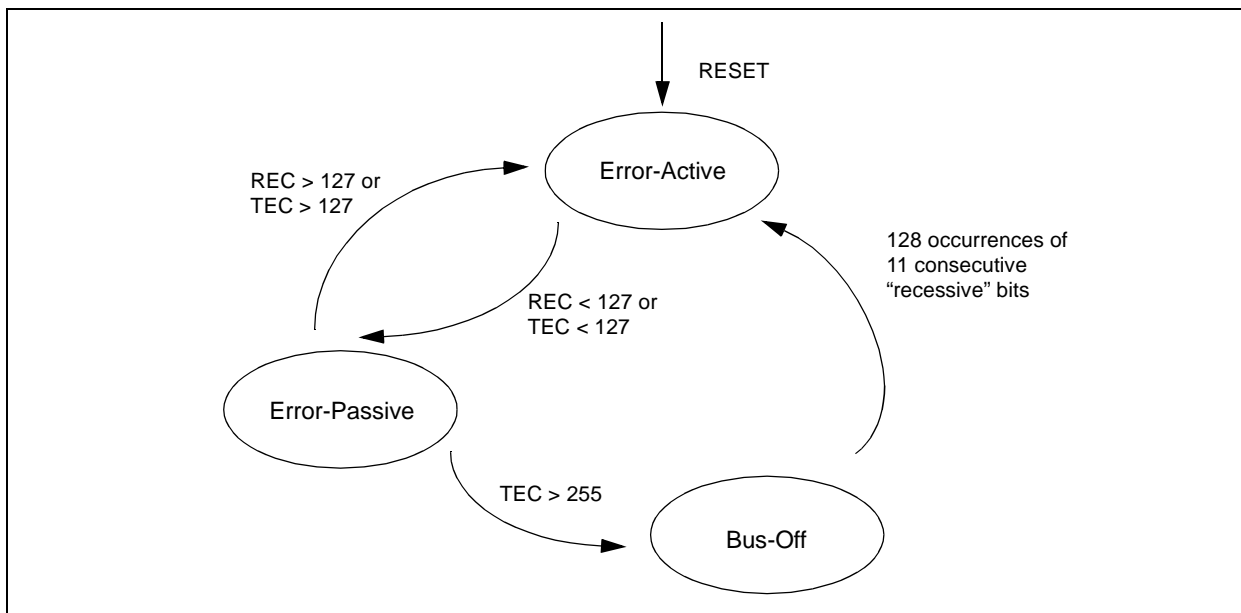 RESET
Error-Active
REC > 127 or
TEC > 127
128 occurrences of
11 consecutive
“recessive” bits
REC < 127 or
TEC < 127
Error-Passive
TEC > 255
Bus-Off